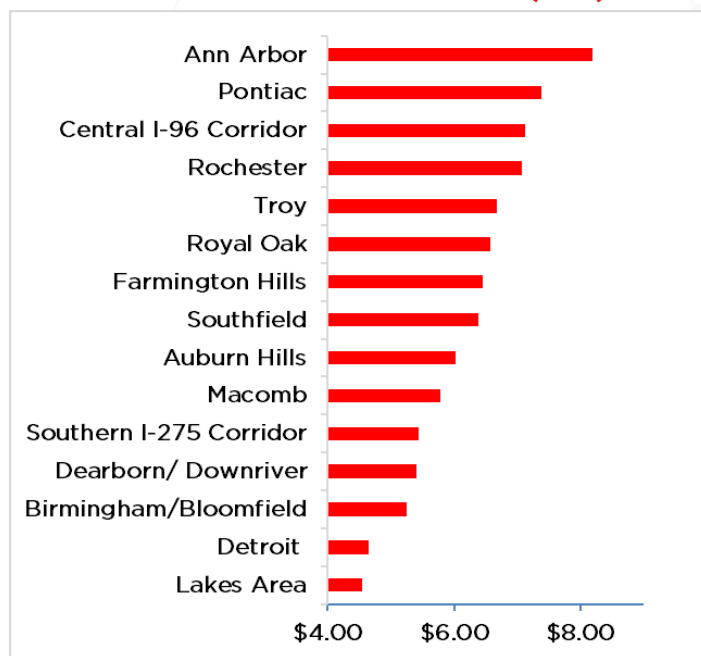 Ann Arbor
Pontiac
Central I-96 Corridor
Rochester
Troy
Royal Oak
Farmington Hills
Southfield
Auburn Hills
Macomb
Southern I-275 Corridor
Dearborn/ Downriver
Birmingham/Bloomfield
Detroit
Lakes Area
$4.00 $6.00 $8.00